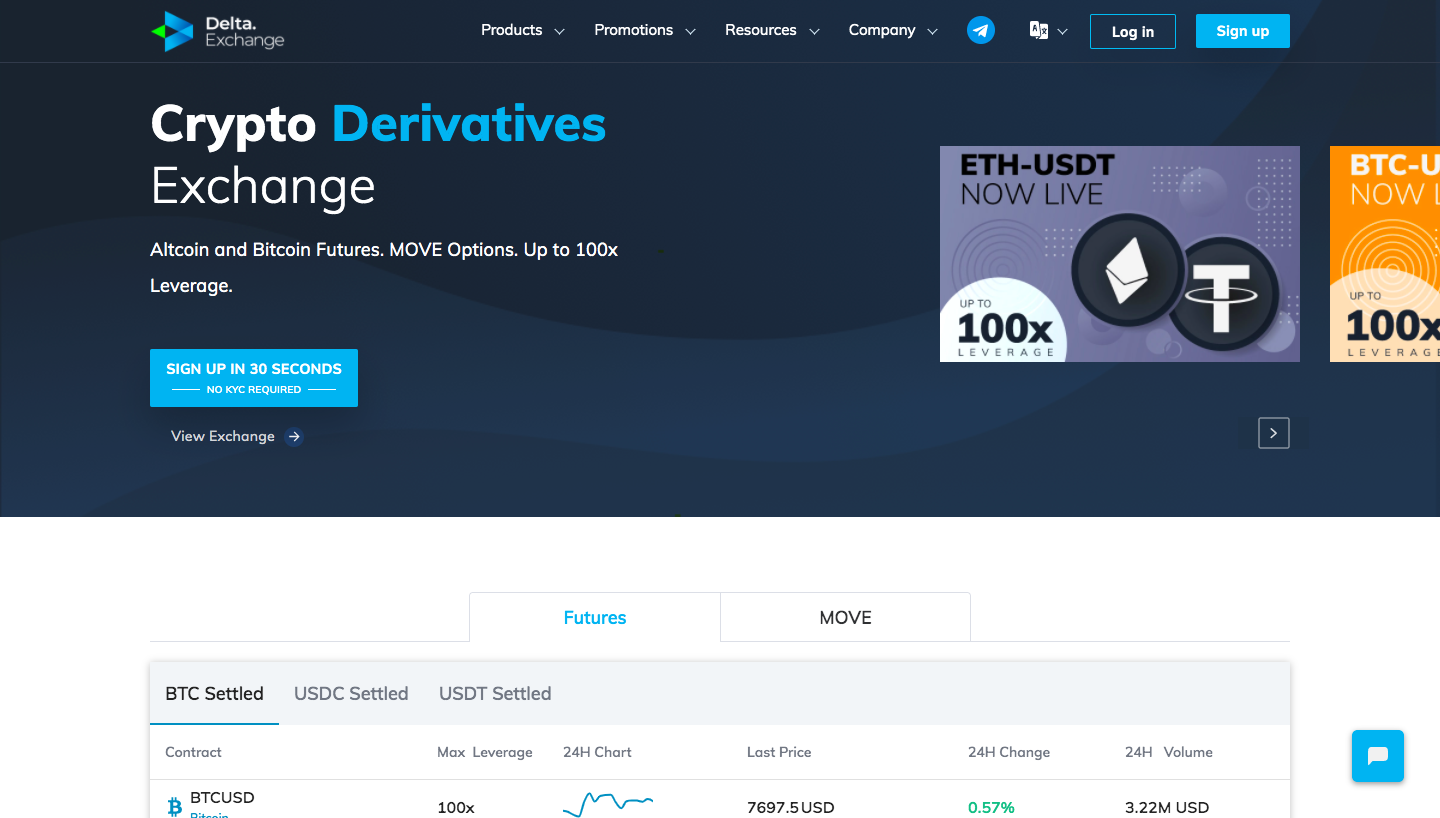 Delta.
Exchange
Products
Promotions
Resources
Company
Log in
Sign up
Crypto Derivatives
Exchange
Altcoin and Bitcoin Futures. MOVE Options. Up to 100x
Leverage.
SIGN UP IN 30 SECONDS
NO KYC REQUIRED
View Exchange
ETH-USDT
NOW LIVE
UP TO
100x
LEVERAGE
BTC-U
NOW L
UP TO
100x
LEVERAGE
Futures
MOVE
BTC Settled
USDC Settled
USDT Settled
Contract
Max Leverage
24H Chart
Last Price
24H Change
24H Volume
BTCUSD
Bitcoin
100x
7697.5 USD
0.57%
3.22M USD